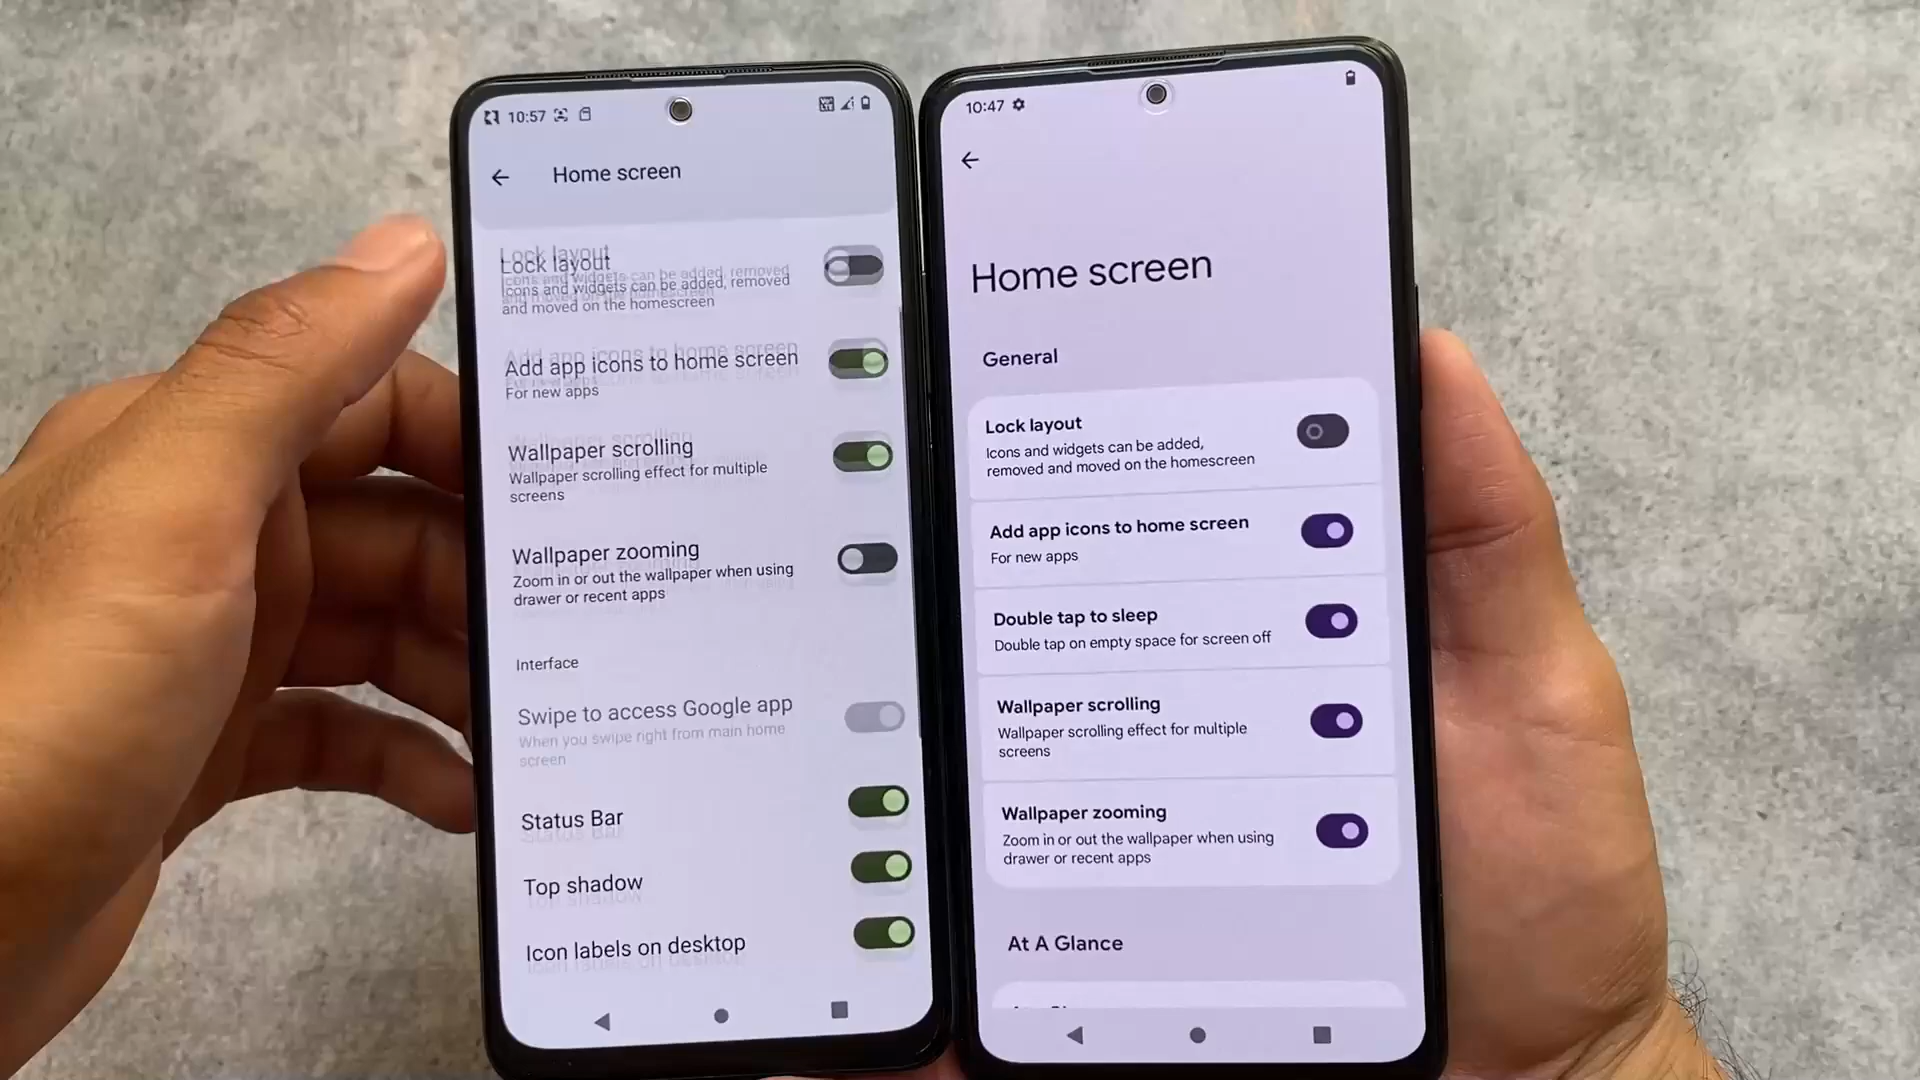 10:57
Home screen
Lock layout
Icons and widgets can be added, removed
and moved on the homescreen
Add app icons to home screen
For new apps
Wallpaper scrolling
Wallpaper scrolling effect for multiple
screens
Wallpaper zooming
Zoom in or out the wallpaper when using
drawer or recent apps
Interface
Swipe to access Google app
When you swipe right from main home
screen
Status Bar
Top shadow
Icon labels on desktop
10:47
Home screen
General
Lock layout
Icons and widgets can be added,
removed and moved on the homescreen
Add app icons to home screen
For new apps
Double tap to sleep
Double tap on empty space for screen off
Wallpaper scrolling
Wallpaper scrolling effect for multiple
screens
Wallpaper zooming
Zoom in or out the wallpaper when using
drawer or recent apps
At A Glance